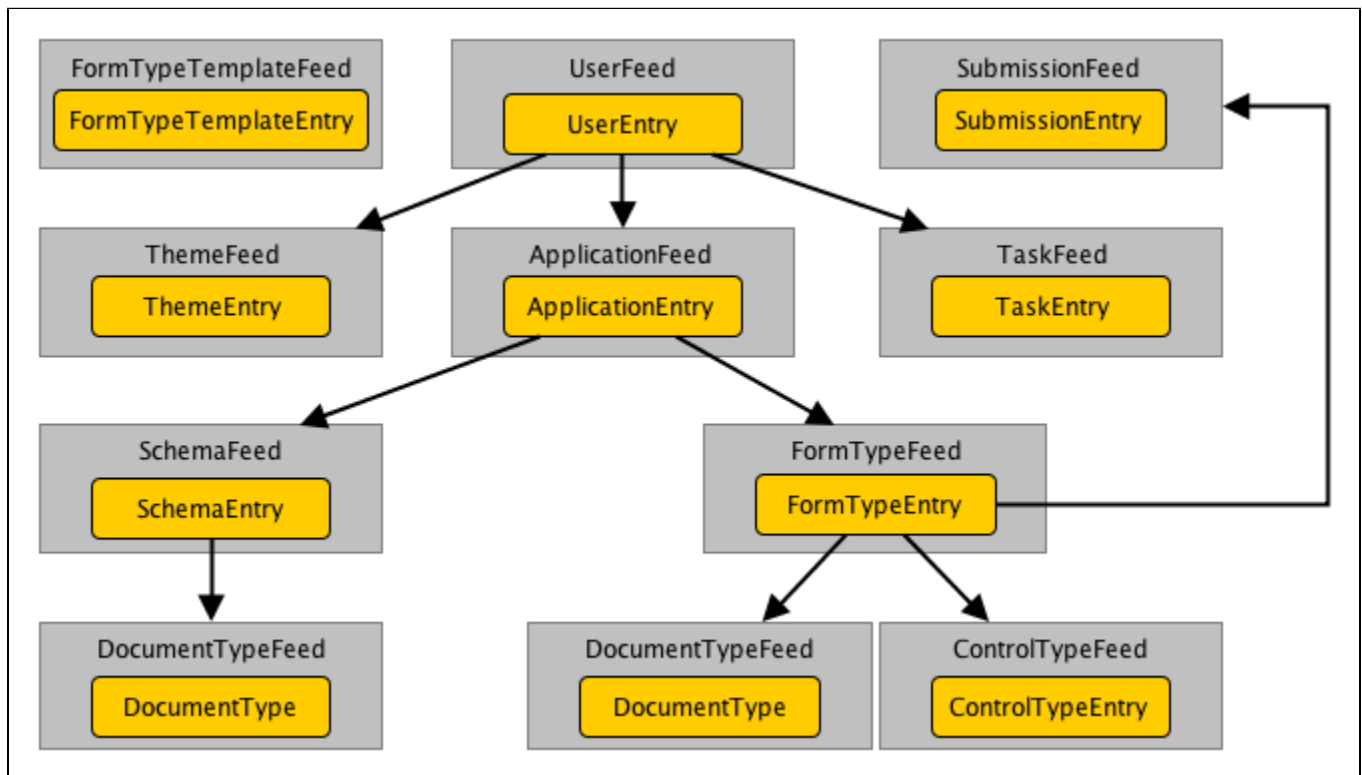 FormTypeTemplateFeed
FormTypeTemplateEntry
UserFeed
UserEntry
SubmissionFeed
SubmissionEntry
ThemeFeed
ThemeEntry
ApplicationFeed
ApplicationEntry
TaskFeed
TaskEntry
SchemaFeed
SchemaEntry
FormTypeFeed
FormTypeEntry
DocumentTypeFeed
DocumentType
DocumentTypeFeed
DocumentType
ControlTypeFeed
ControlTypeEntry